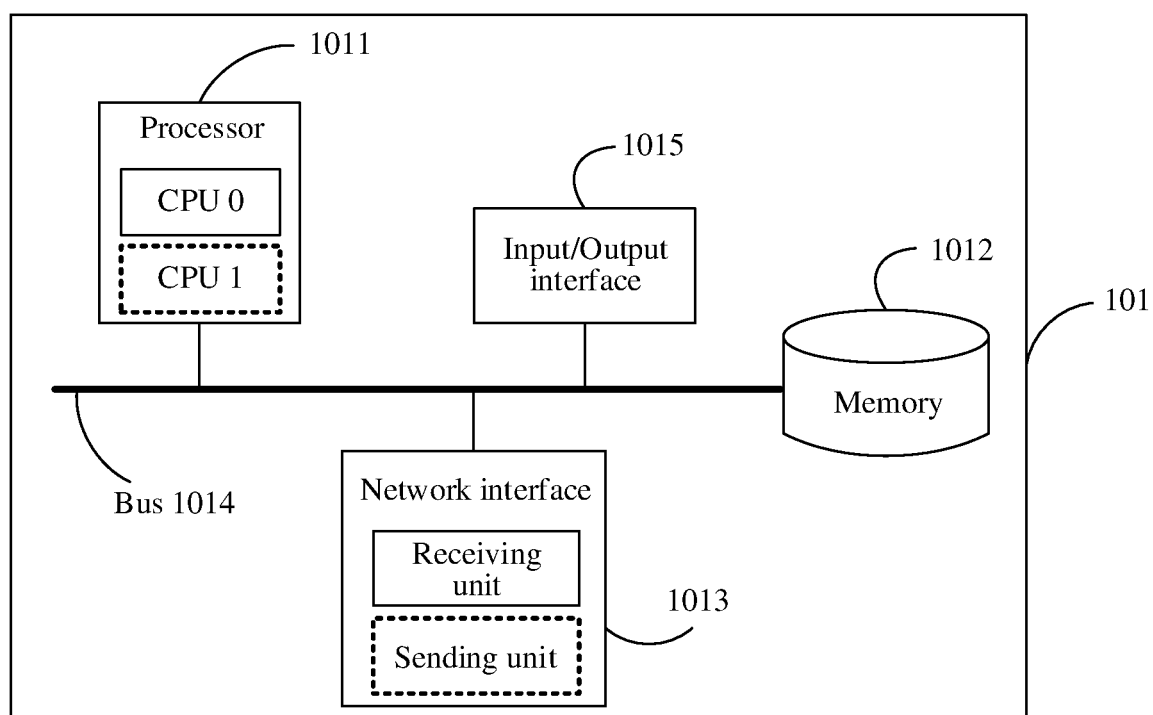 1011
Processor
CPU 0
CPU 1
1015
Input/Output
interface
1012
Memory
101
Bus 1014
Network interface
Receiving
unit
Sending unit
1013